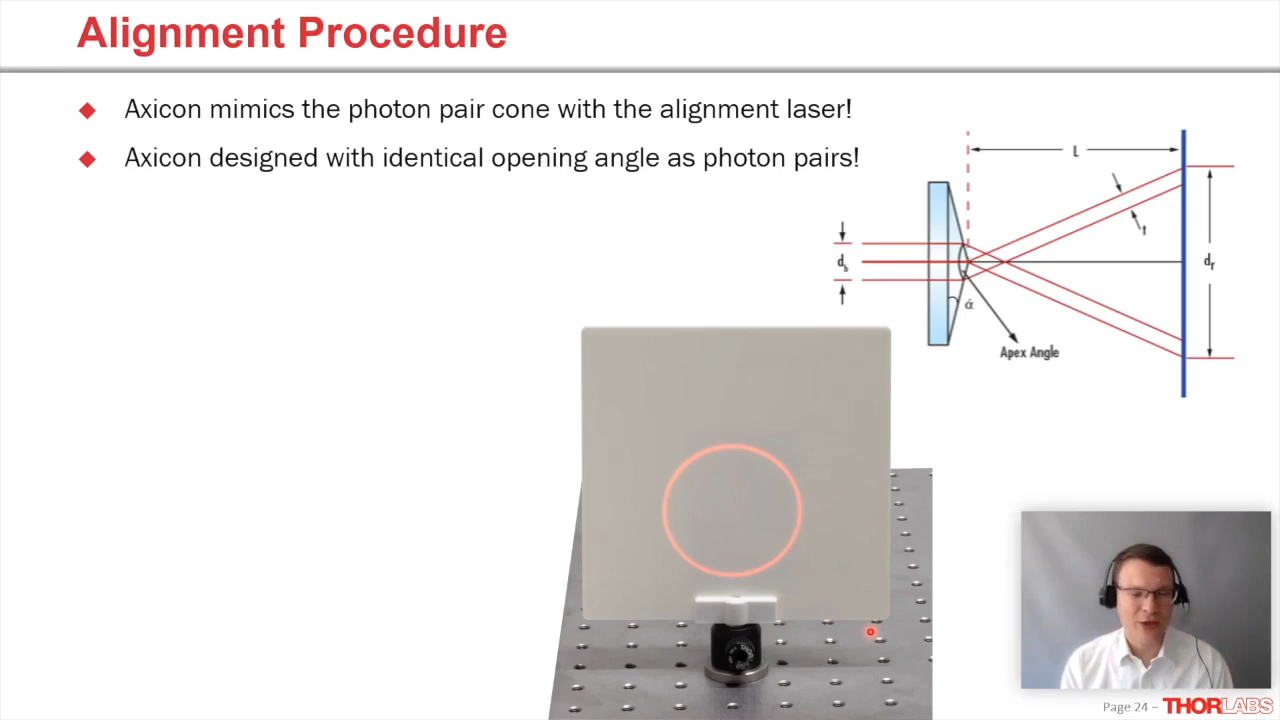 Alignment Procedure
Axicon mimics the photon pair cone with the alignment laser!
Axicon designed with identical opening angle as photon pairs!
L
t
d_b
d_r
ά
Apex Angle
Page 24 – THORLABS